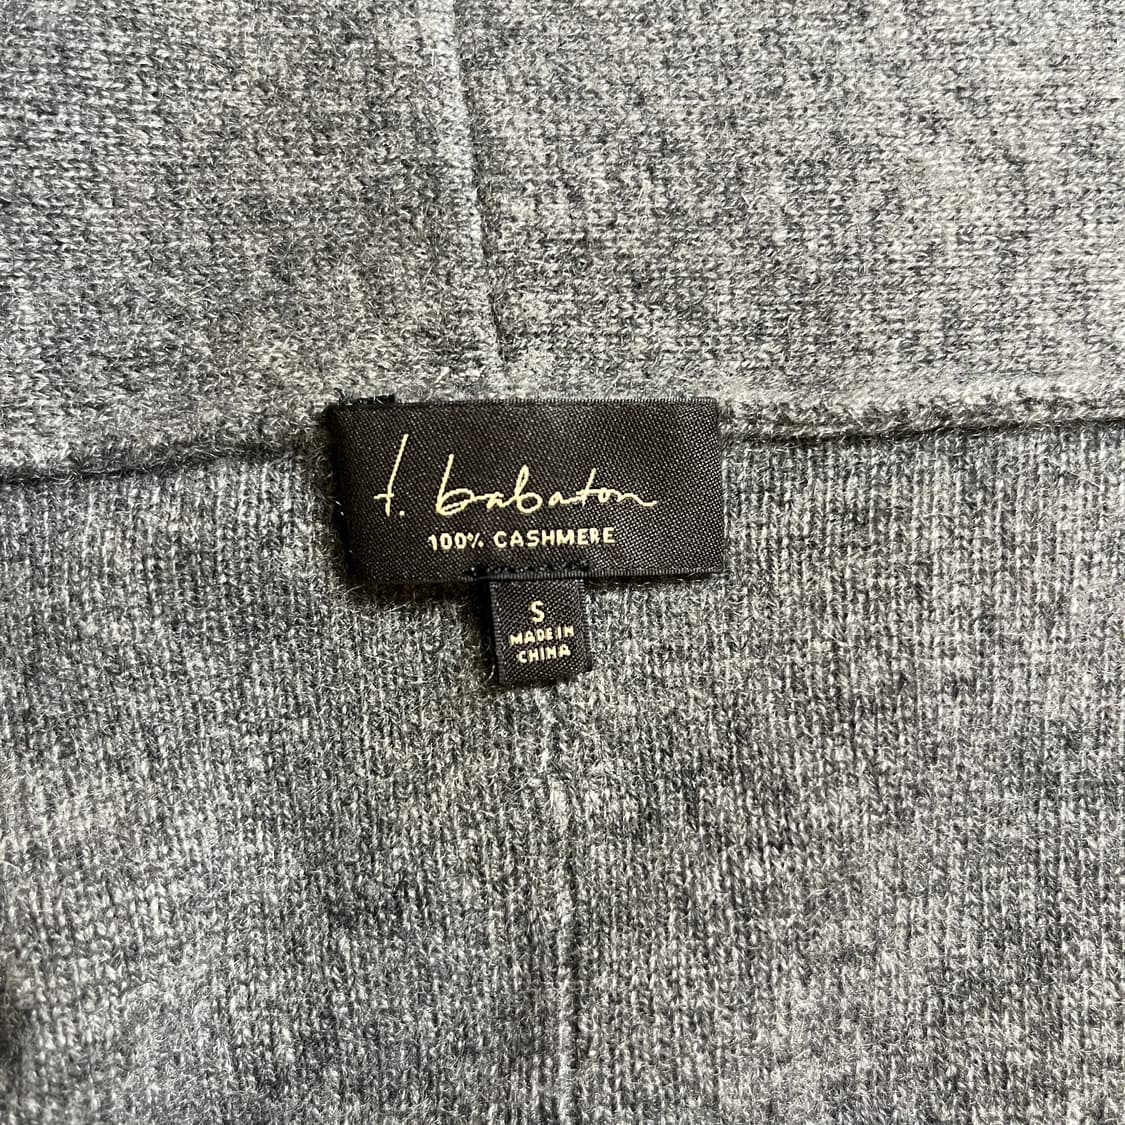 t. babaton
100% CASHMERE
S
MADE IN
CHINA